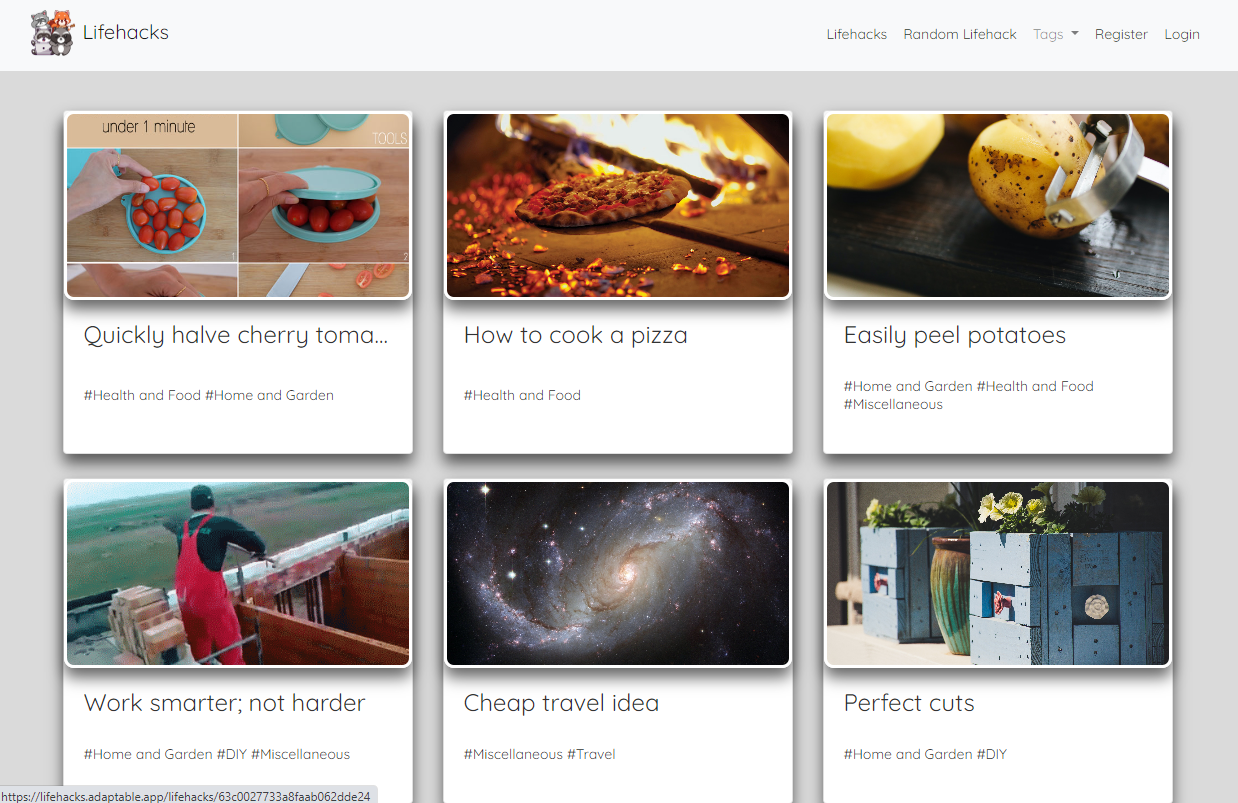 Lifehacks
Lifehacks Random Lifehack Tags Register Login
under 1 minute
TOOLS
1
2
Quickly halve cherry toma...
#Health and Food #Home and Garden
How to cook a pizza
#Health and Food
Easily peel potatoes
#Home and Garden #Health and Food
#Miscellaneous
Work smarter; not harder
#Home and Garden #DIY #Miscellaneous
Cheap travel idea
#Miscellaneous #Travel
Perfect cuts
#Home and Garden #DIY
https://lifehacks.adaptable.app/lifehacks/63c0027733a8faab062dde24